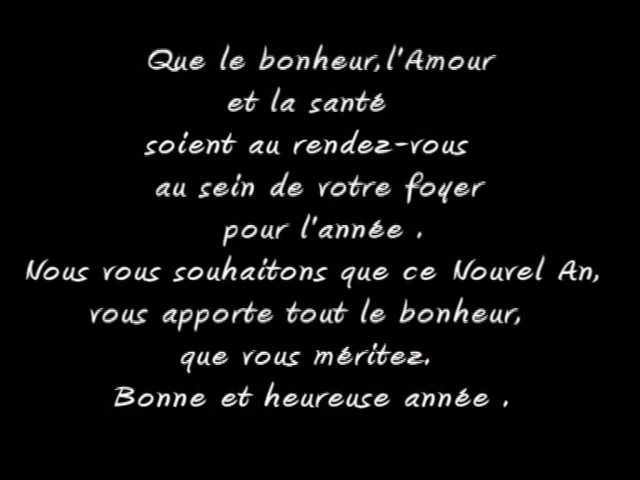 Que le bonheur,l'Amour
et la santé
soient au rendez-vous
au sein de votre foyer
pour l'année .
Nous vous souhaitons que ce Nouvel An,
vous apporte tout le bonheur,
que vous méritez.
Bonne et heureuse année .